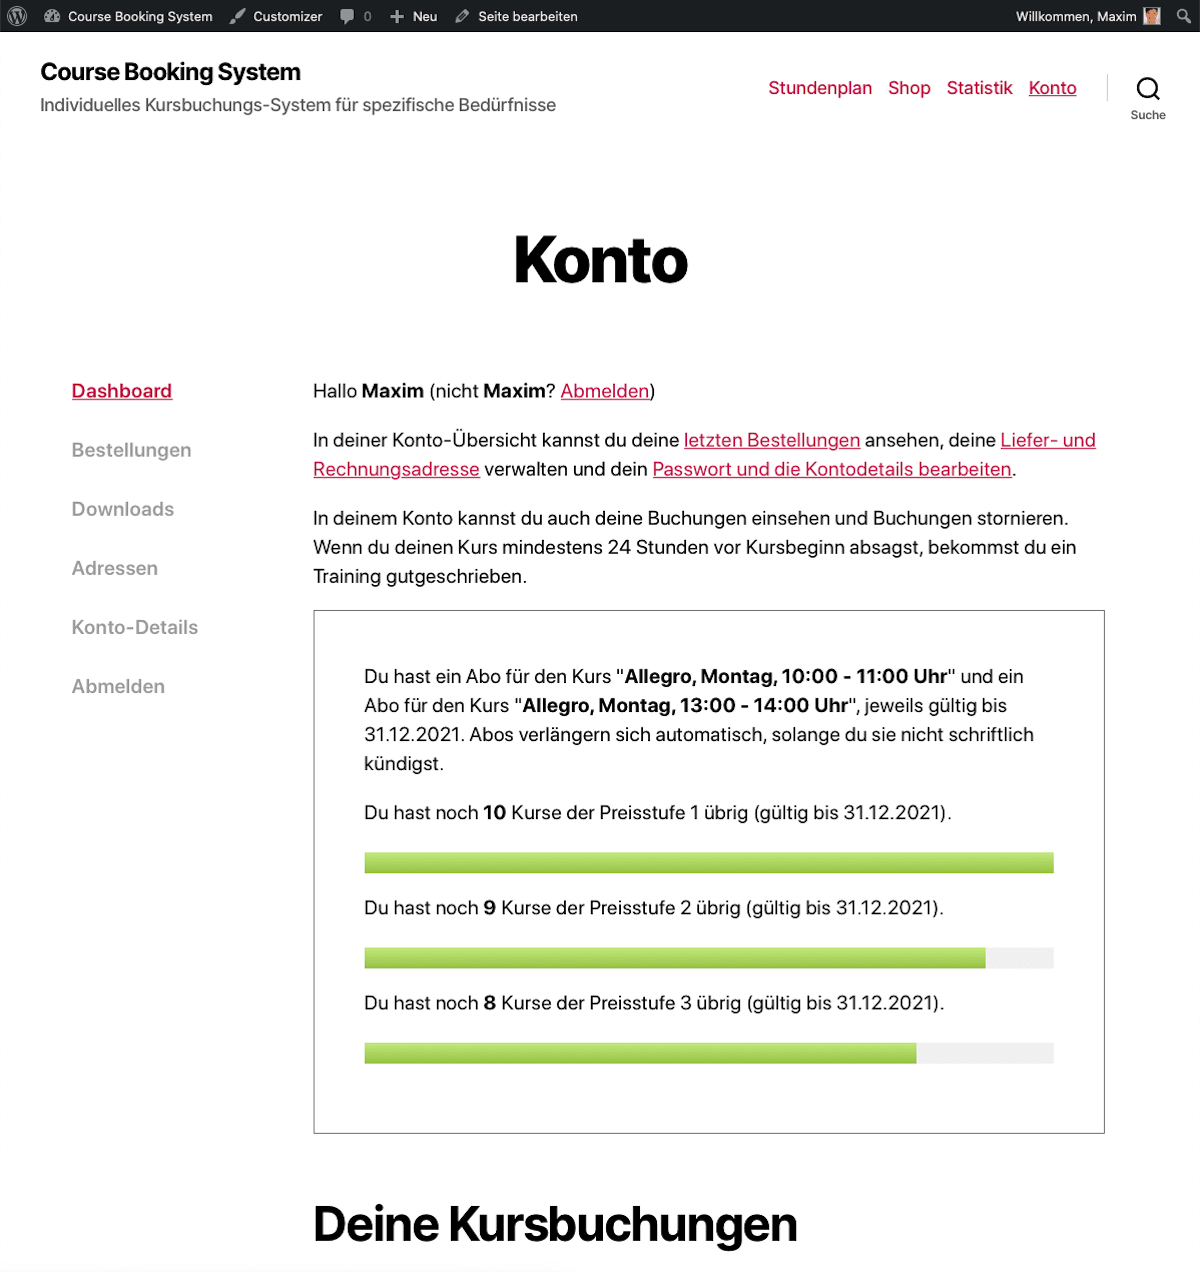 Course Booking System Customizer 0 Neu Seite bearbeiten Willkommen, Maxim
Course Booking System
Individuelles Kursbuchungs-System für spezifische Bedürfnisse
Stundenplan Shop Statistik Konto
Suche
Konto
Dashboard
Bestellungen
Downloads
Adressen
Konto-Details
Abmelden
Hallo Maxim (nicht Maxim? Abmelden)
In deiner Konto-Übersicht kannst du deine letzten Bestellungen ansehen, deine Liefer- und
Rechnungsadresse verwalten und dein Passwort und die Kontodetails bearbeiten.
In deinem Konto kannst du auch deine Buchungen einsehen und Buchungen stornieren.
Wenn du deinen Kurs mindestens 24 Stunden vor Kursbeginn absagst, bekommst du ein
Training gutgeschrieben.
Du hast ein Abo für den Kurs "Allegro, Montag, 10:00 - 11:00 Uhr" und ein
Abo für den Kurs "Allegro, Montag, 13:00 - 14:00 Uhr", jeweils gültig bis
31.12.2021. Abos verlängern sich automatisch, solange du sie nicht schriftlich
kündigst.
Du hast noch 10 Kurse der Preisstufe 1 übrig (gültig bis 31.12.2021).
Du hast noch 9 Kurse der Preisstufe 2 übrig (gültig bis 31.12.2021).
Du hast noch 8 Kurse der Preisstufe 3 übrig (gültig bis 31.12.2021).
Deine Kursbuchungen